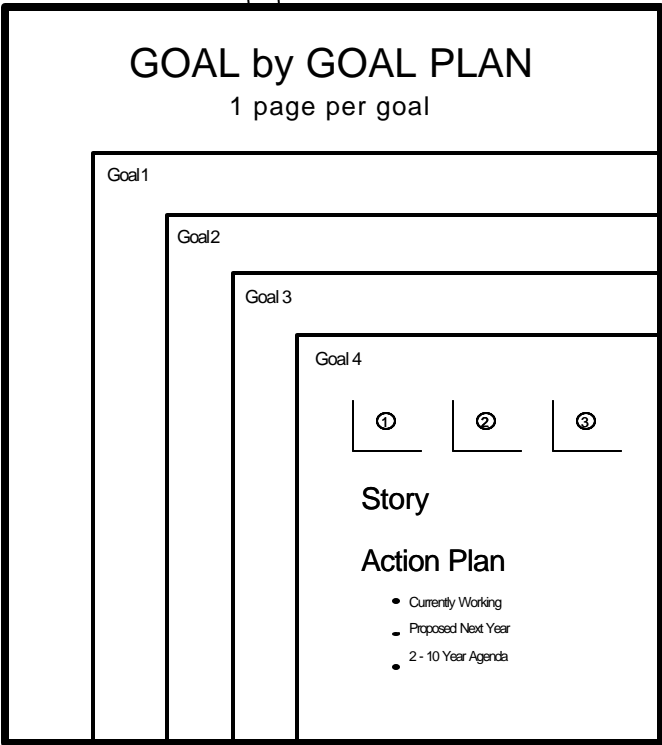 GOAL by GOAL PLAN
1 page per goal
Goal 1
Goal 2
Goal 3
Goal 4
① ② ③
Story
Action Plan
• Currently Working
• Proposed Next Year
• 2 - 10 Year Agenda